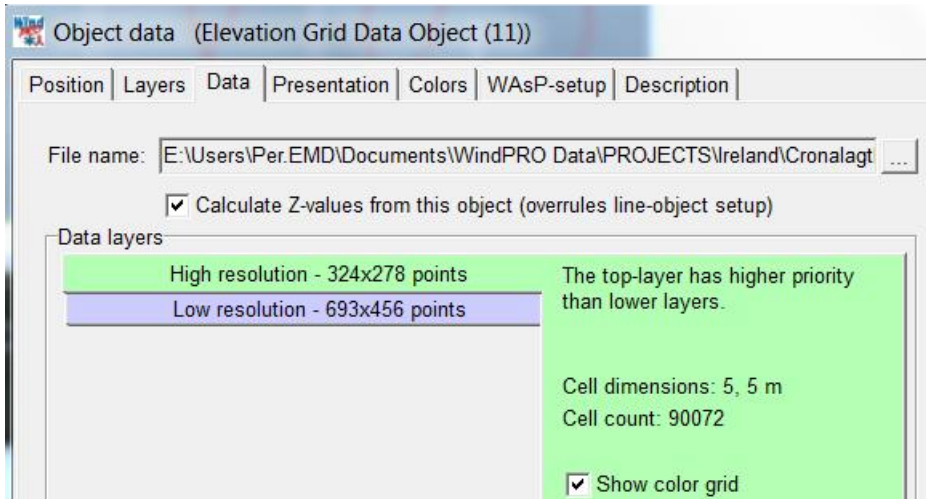 Object data (Elevation Grid Data Object (11))
Position Layers Data Presentation Colors WAsP-setup Description
File name: E:\Users\Per.EMD\Documents\WindPRO Data\PROJECTS\Ireland\Cronalagt ...
Calculate Z-values from this object (overrules line-object setup)
Data layers
High resolution - 324x278 points
Low resolution - 693x456 points
The top-layer has higher priority
than lower layers.
Cell dimensions: 5, 5 m
Cell count: 90072
Show color grid